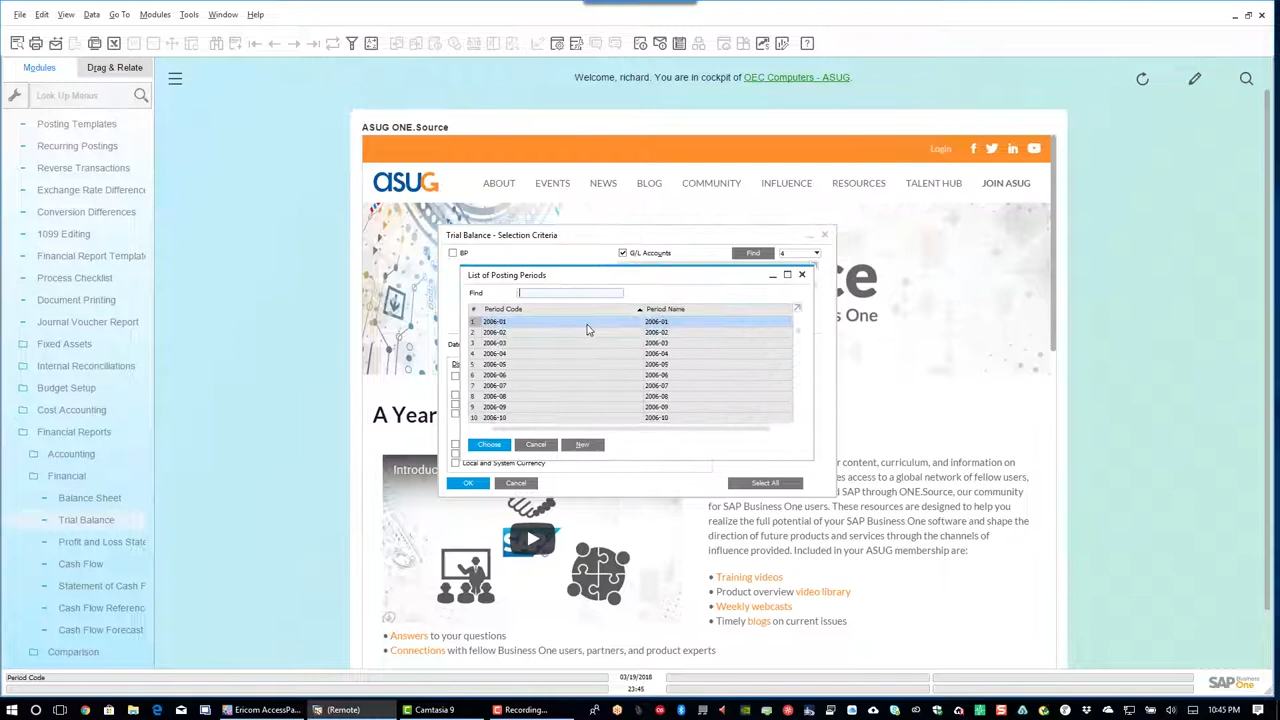 File Edit View Data Go To Modules Tools Window Help
Modules Drag & Relate
Welcome, richard. You are in cockpit of OEC Computers - ASUG.
Look Up Menus
Posting Templates
Recurring Postings
Reverse Transactions
Exchange Rate Difference
Conversion Differences
1099 Editing
Financial Report Templat
Process Checklist
Document Printing
Journal Voucher Report
Fixed Assets
Internal Reconciliations
Budget Setup
Cost Accounting
Financial Reports
Accounting
Financial
Balance Sheet
Trial Balance
Profit and Loss State
Cash Flow
Statement of Cash F
Cash Flow Referenc
Cash Flow Forecast
Comparison
ASUG ONE.Source
Login
asuG
ABOUT EVENTS NEWS BLOG COMMUNITY INFLUENCE RESOURCES TALENT HUB JOIN ASUG
Trial Balance - Selection Criteria
BP G/L Accounts Find 4
List of Posting Periods
Find
# Period Code Period Name
1 2006-01 2006-01
2 2006-02 2006-02
3 2006-03 2006-03
4 2006-04 2006-04
5 2006-05 2006-05
6 2006-06 2006-06
7 2006-07 2006-07
8 2006-08 2006-08
9 2006-09 2006-09
10 2006-10 2006-10
Choose Cancel New
Date
Dis
Local and System Currency
OK Cancel Select All
ce
on One
A Year
Introduc
content, curriculum, and information on
es access to a global network of fellow users,
nd SAP through ONE.Source, our community
for SAP Business One users. These resources are designed to help you
realize the full potential of your SAP Business One software and shape the
direction of future products and services through the channels of
influence provided. Included in your ASUG membership are:
• Training videos
• Product overview video library
• Weekly webcasts
• Timely blogs on current issues
• Answers to your questions
• Connections with fellow Business One users, partners, and product experts
Period Code
03/19/2018
23:45
SAP Business One
Ericom AccessPa...
(Remote)
Camtasia 9
Recording...
10:45 PM